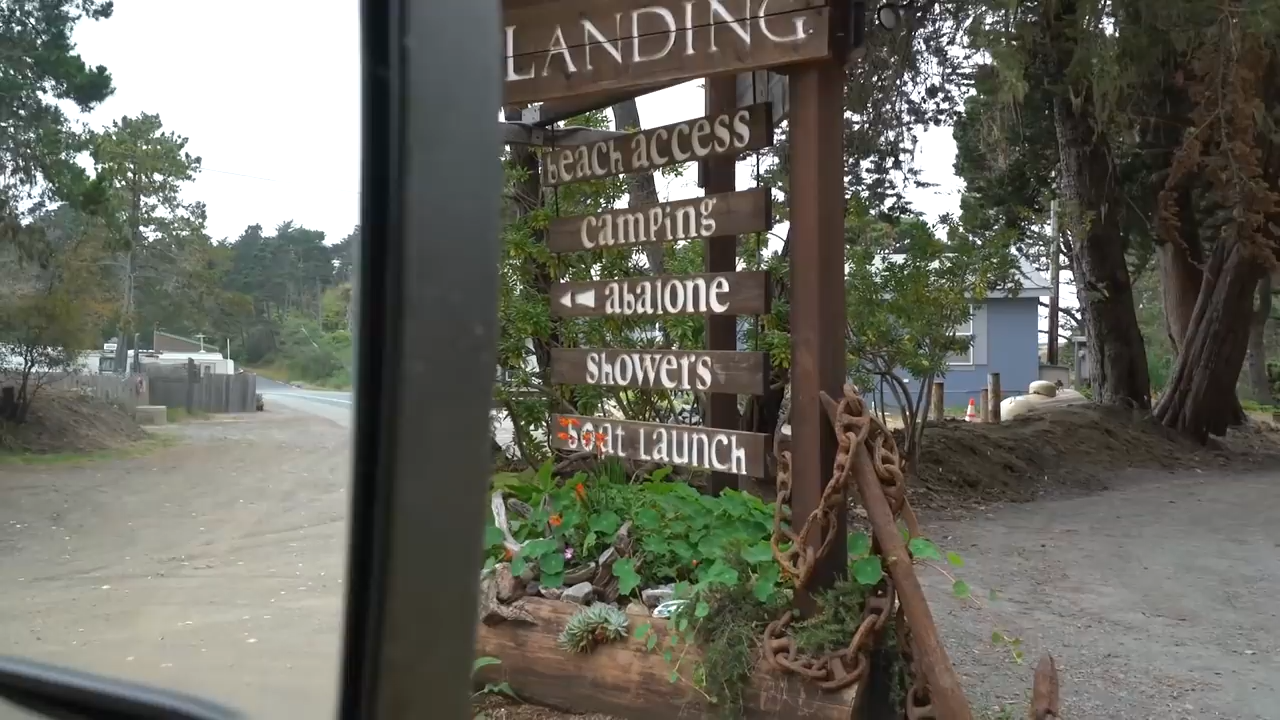 LANDING
beach access
camping
abalone
showers
boat launch